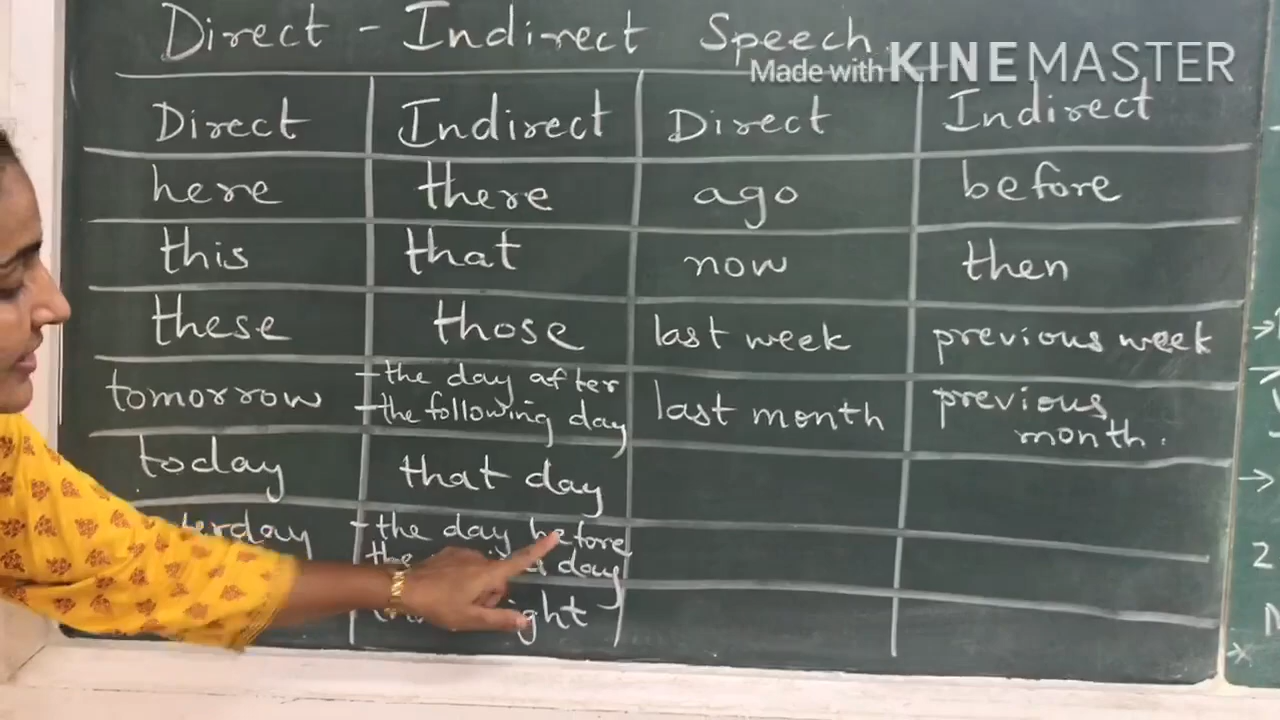 Direct - Indirect Speech.
Made with KINEMASTER
Direct Indirect Direct Indirect
here there ago before
this that now then
these those last week previous week
tomorrow - the day after
- the following day last month previous
month.
today that day
- the day before
the day